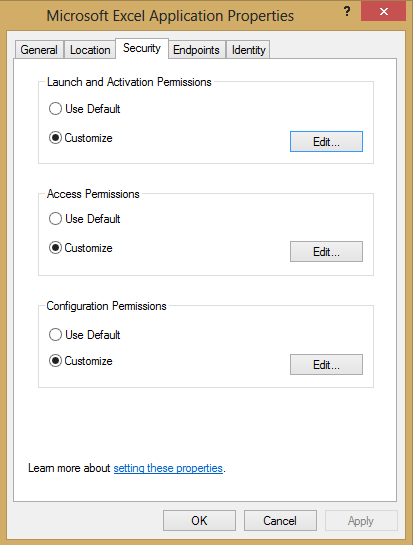 Microsoft Excel Application Properties ? x
General Location Security Endpoints Identity
Launch and Activation Permissions
Use Default
Customize
Edit...
Access Permissions
Use Default
Customize
Edit...
Configuration Permissions
Use Default
Customize
Edit...
Learn more about setting these properties.
OK Cancel Apply